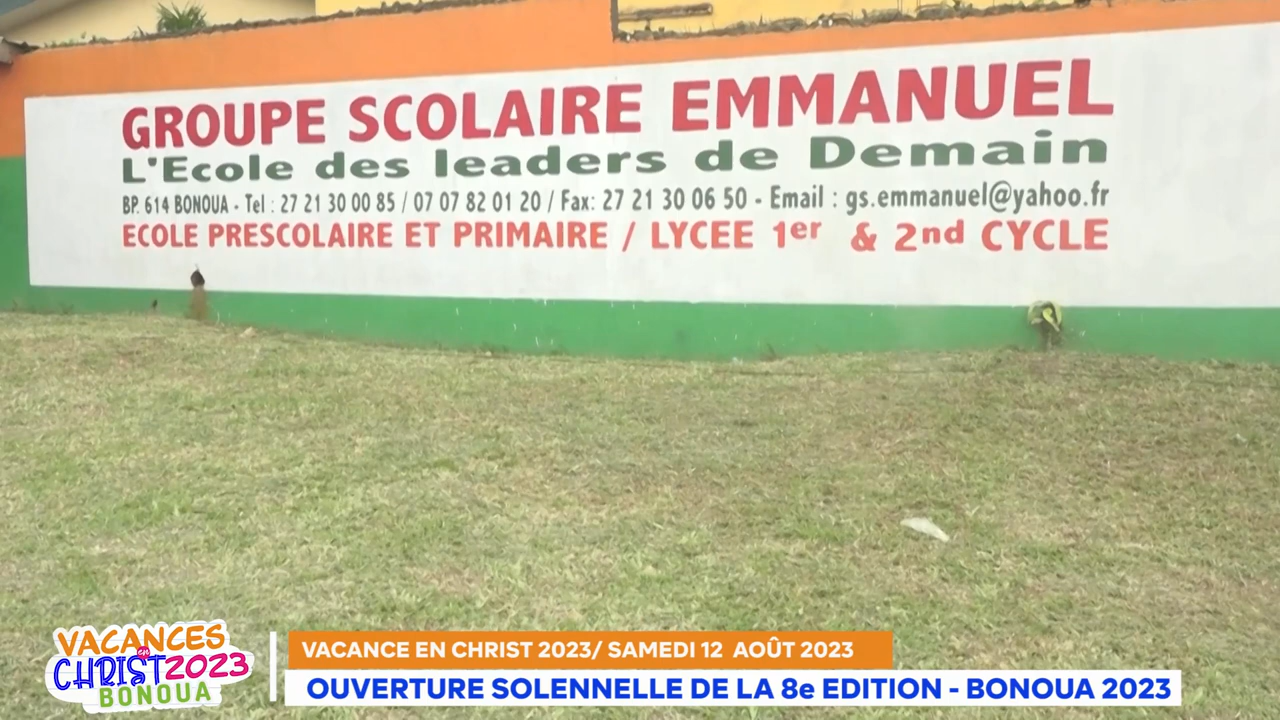 GROUPE SCOLAIRE EMMANUEL
L'Ecole des leaders de Demain
BP. 614 BONOUA - Tel : 27 21 30 00 85 / 07 07 82 01 20 / Fax: 27 21 30 06 50 - Email : gs.emmanuel@yahoo.fr
ECOLE PRESCOLAIRE ET PRIMAIRE / LYCEE 1er & 2nd CYCLE
VACANCES
en
CHRIST 2023
BONOUA
VACANCE EN CHRIST 2023/ SAMEDI 12 AOÛT 2023
OUVERTURE SOLENNELLE DE LA 8e EDITION - BONOUA 2023